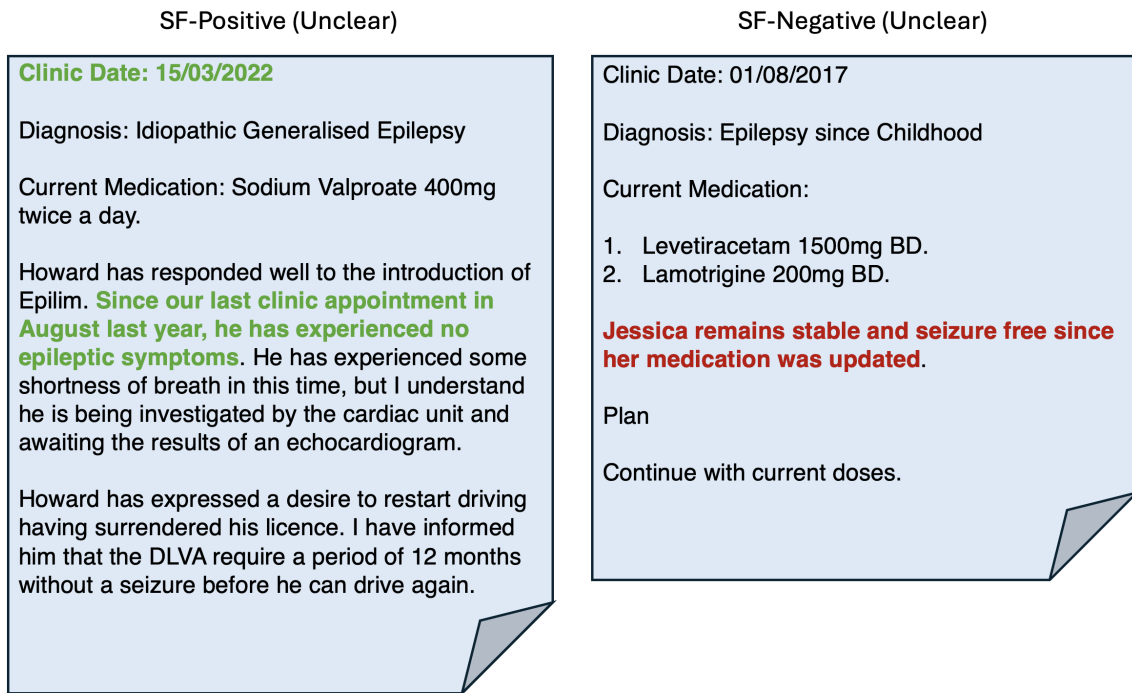 SF-Positive (Unclear)
Clinic Date: 15/03/2022
Diagnosis: Idiopathic Generalised Epilepsy
Current Medication: Sodium Valproate 400mg
twice a day.
Howard has responded well to the introduction of
Epilim. Since our last clinic appointment in
August last year, he has experienced no
epileptic symptoms. He has experienced some
shortness of breath in this time, but I understand
he is being investigated by the cardiac unit and
awaiting the results of an echocardiogram.
Howard has expressed a desire to restart driving
having surrendered his licence. I have informed
him that the DLVA require a period of 12 months
without a seizure before he can drive again.
SF-Negative (Unclear)
Clinic Date: 01/08/2017
Diagnosis: Epilepsy since Childhood
Current Medication:
1. Levetiracetam 1500mg BD.
2. Lamotrigine 200mg BD.
Jessica remains stable and seizure free since
her medication was updated.
Plan
Continue with current doses.